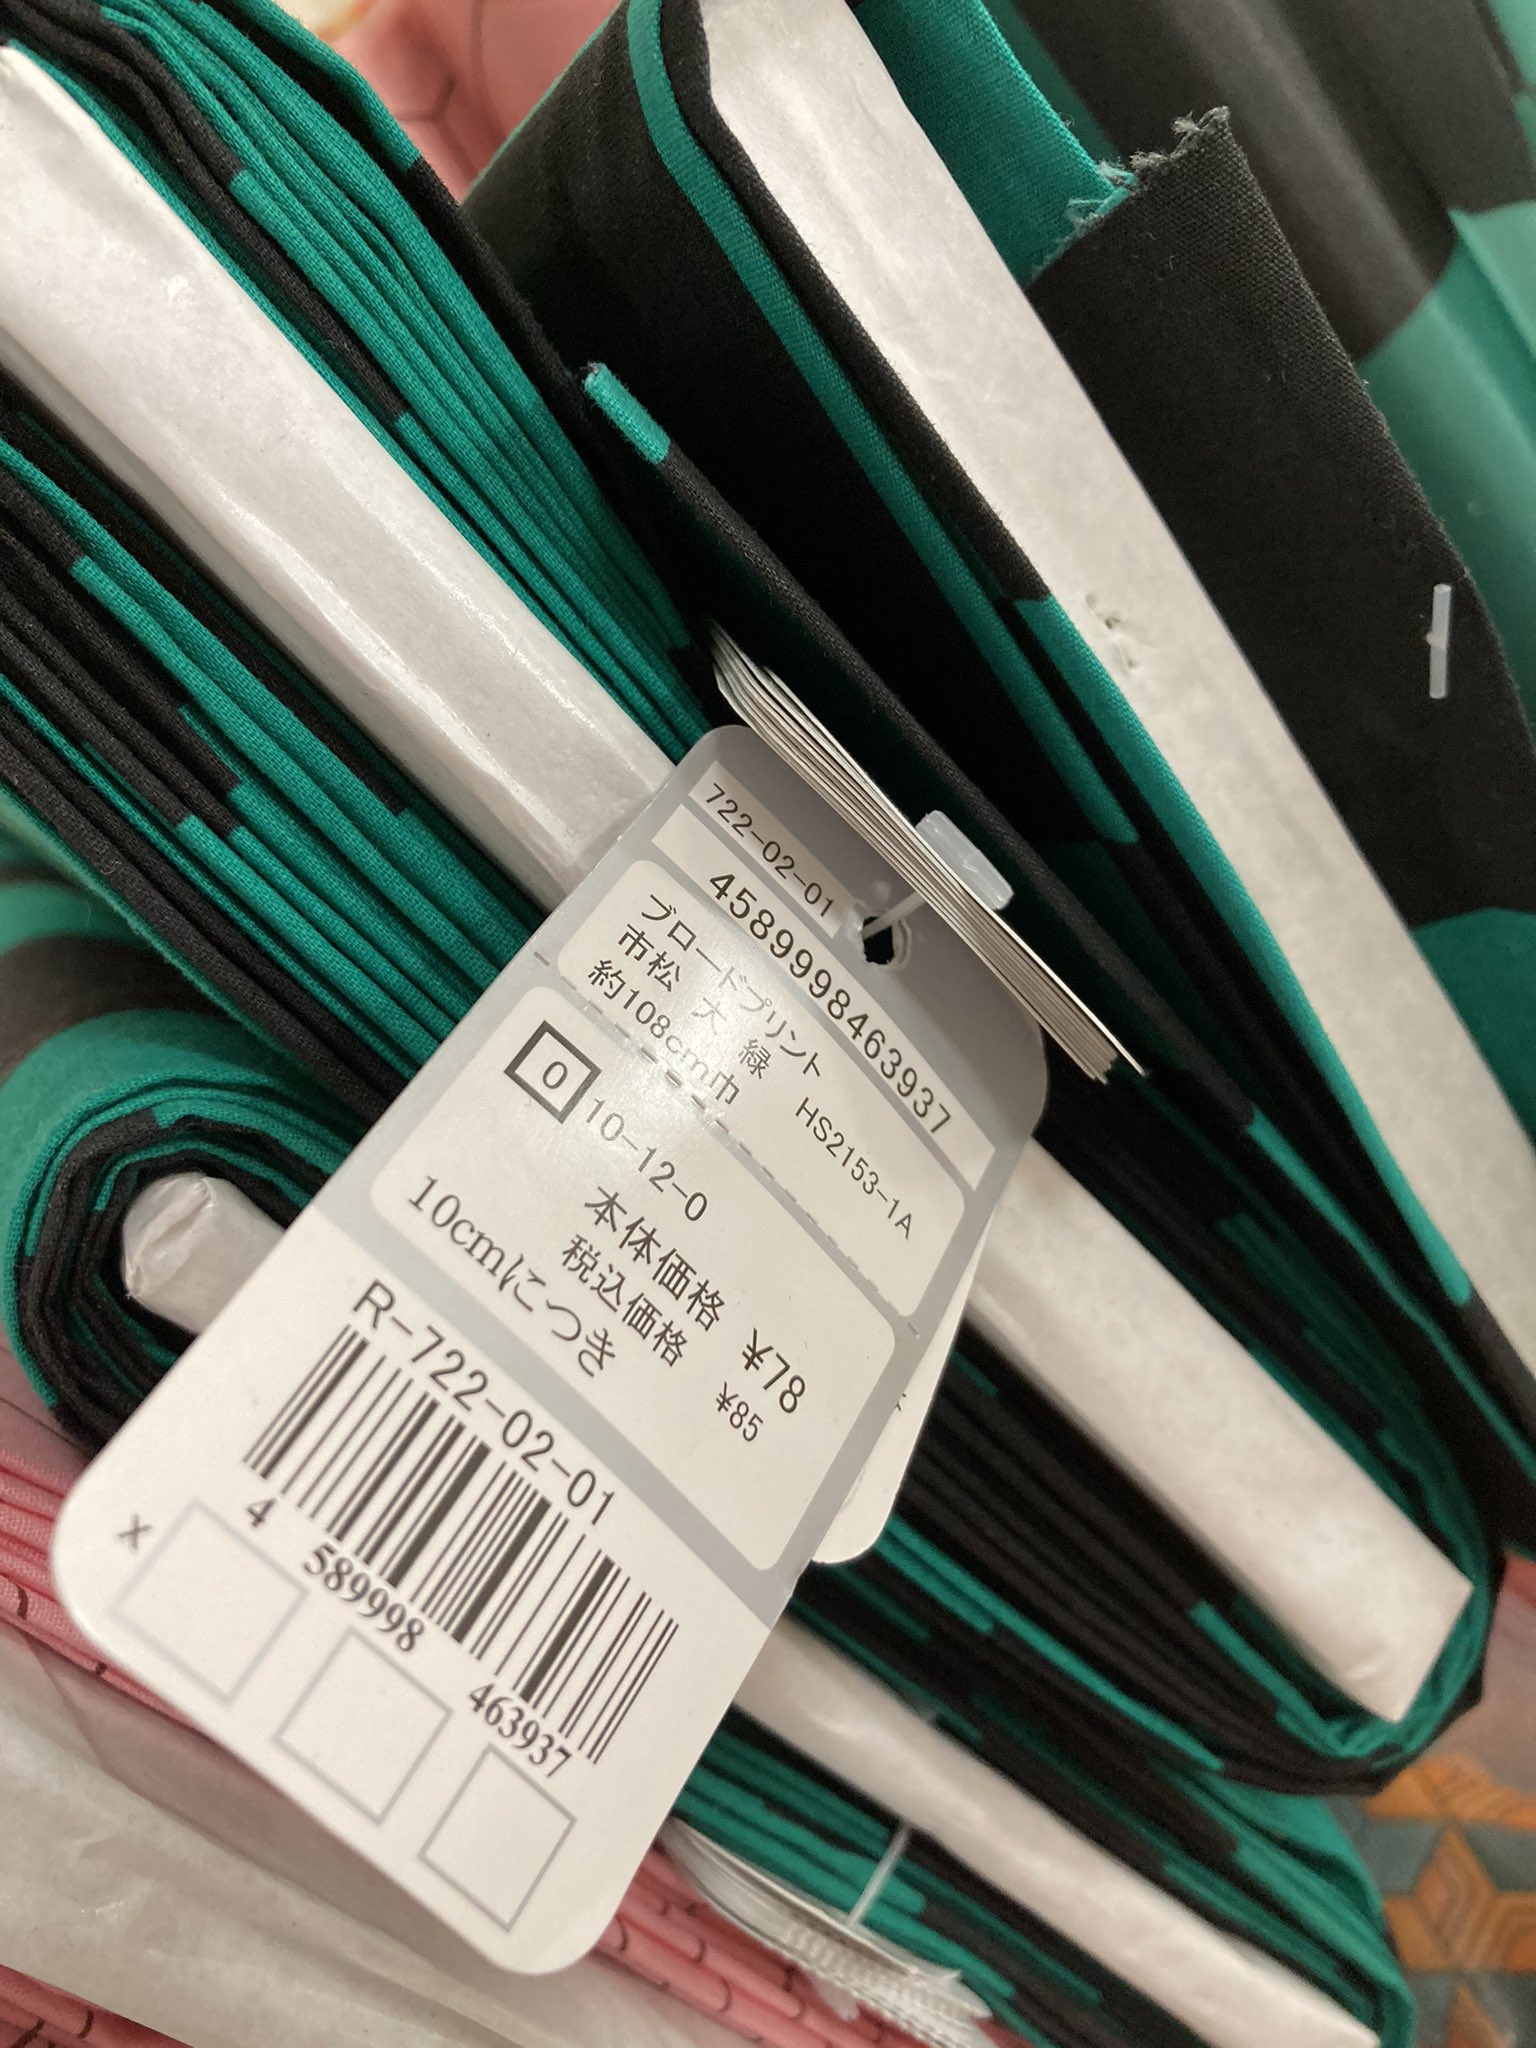 722-02-01
4589998463937
ブロードプリント
市松 大 緑 HS2153-1A
約108cm巾
0 10-12-0
本体価格 ¥78
税込価格 ¥85
10cmにつき
R-722-02-01
4 589998 463937
x